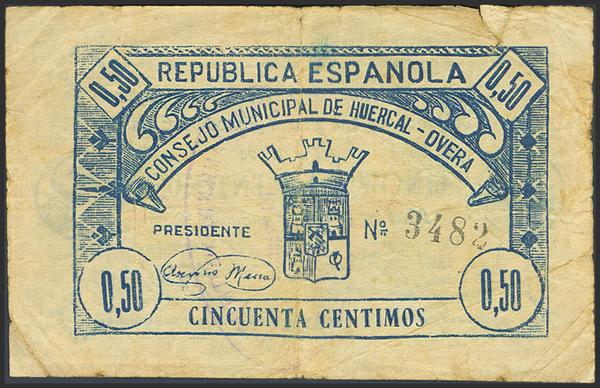 0,50
0,50
REPUBLICA ESPAÑOLA
CONSEJO MUNICIPAL DE HUERCAL-OVERA
PRESIDENTE
Nº 3482
0,50
0,50
CINCUENTA CENTIMOS